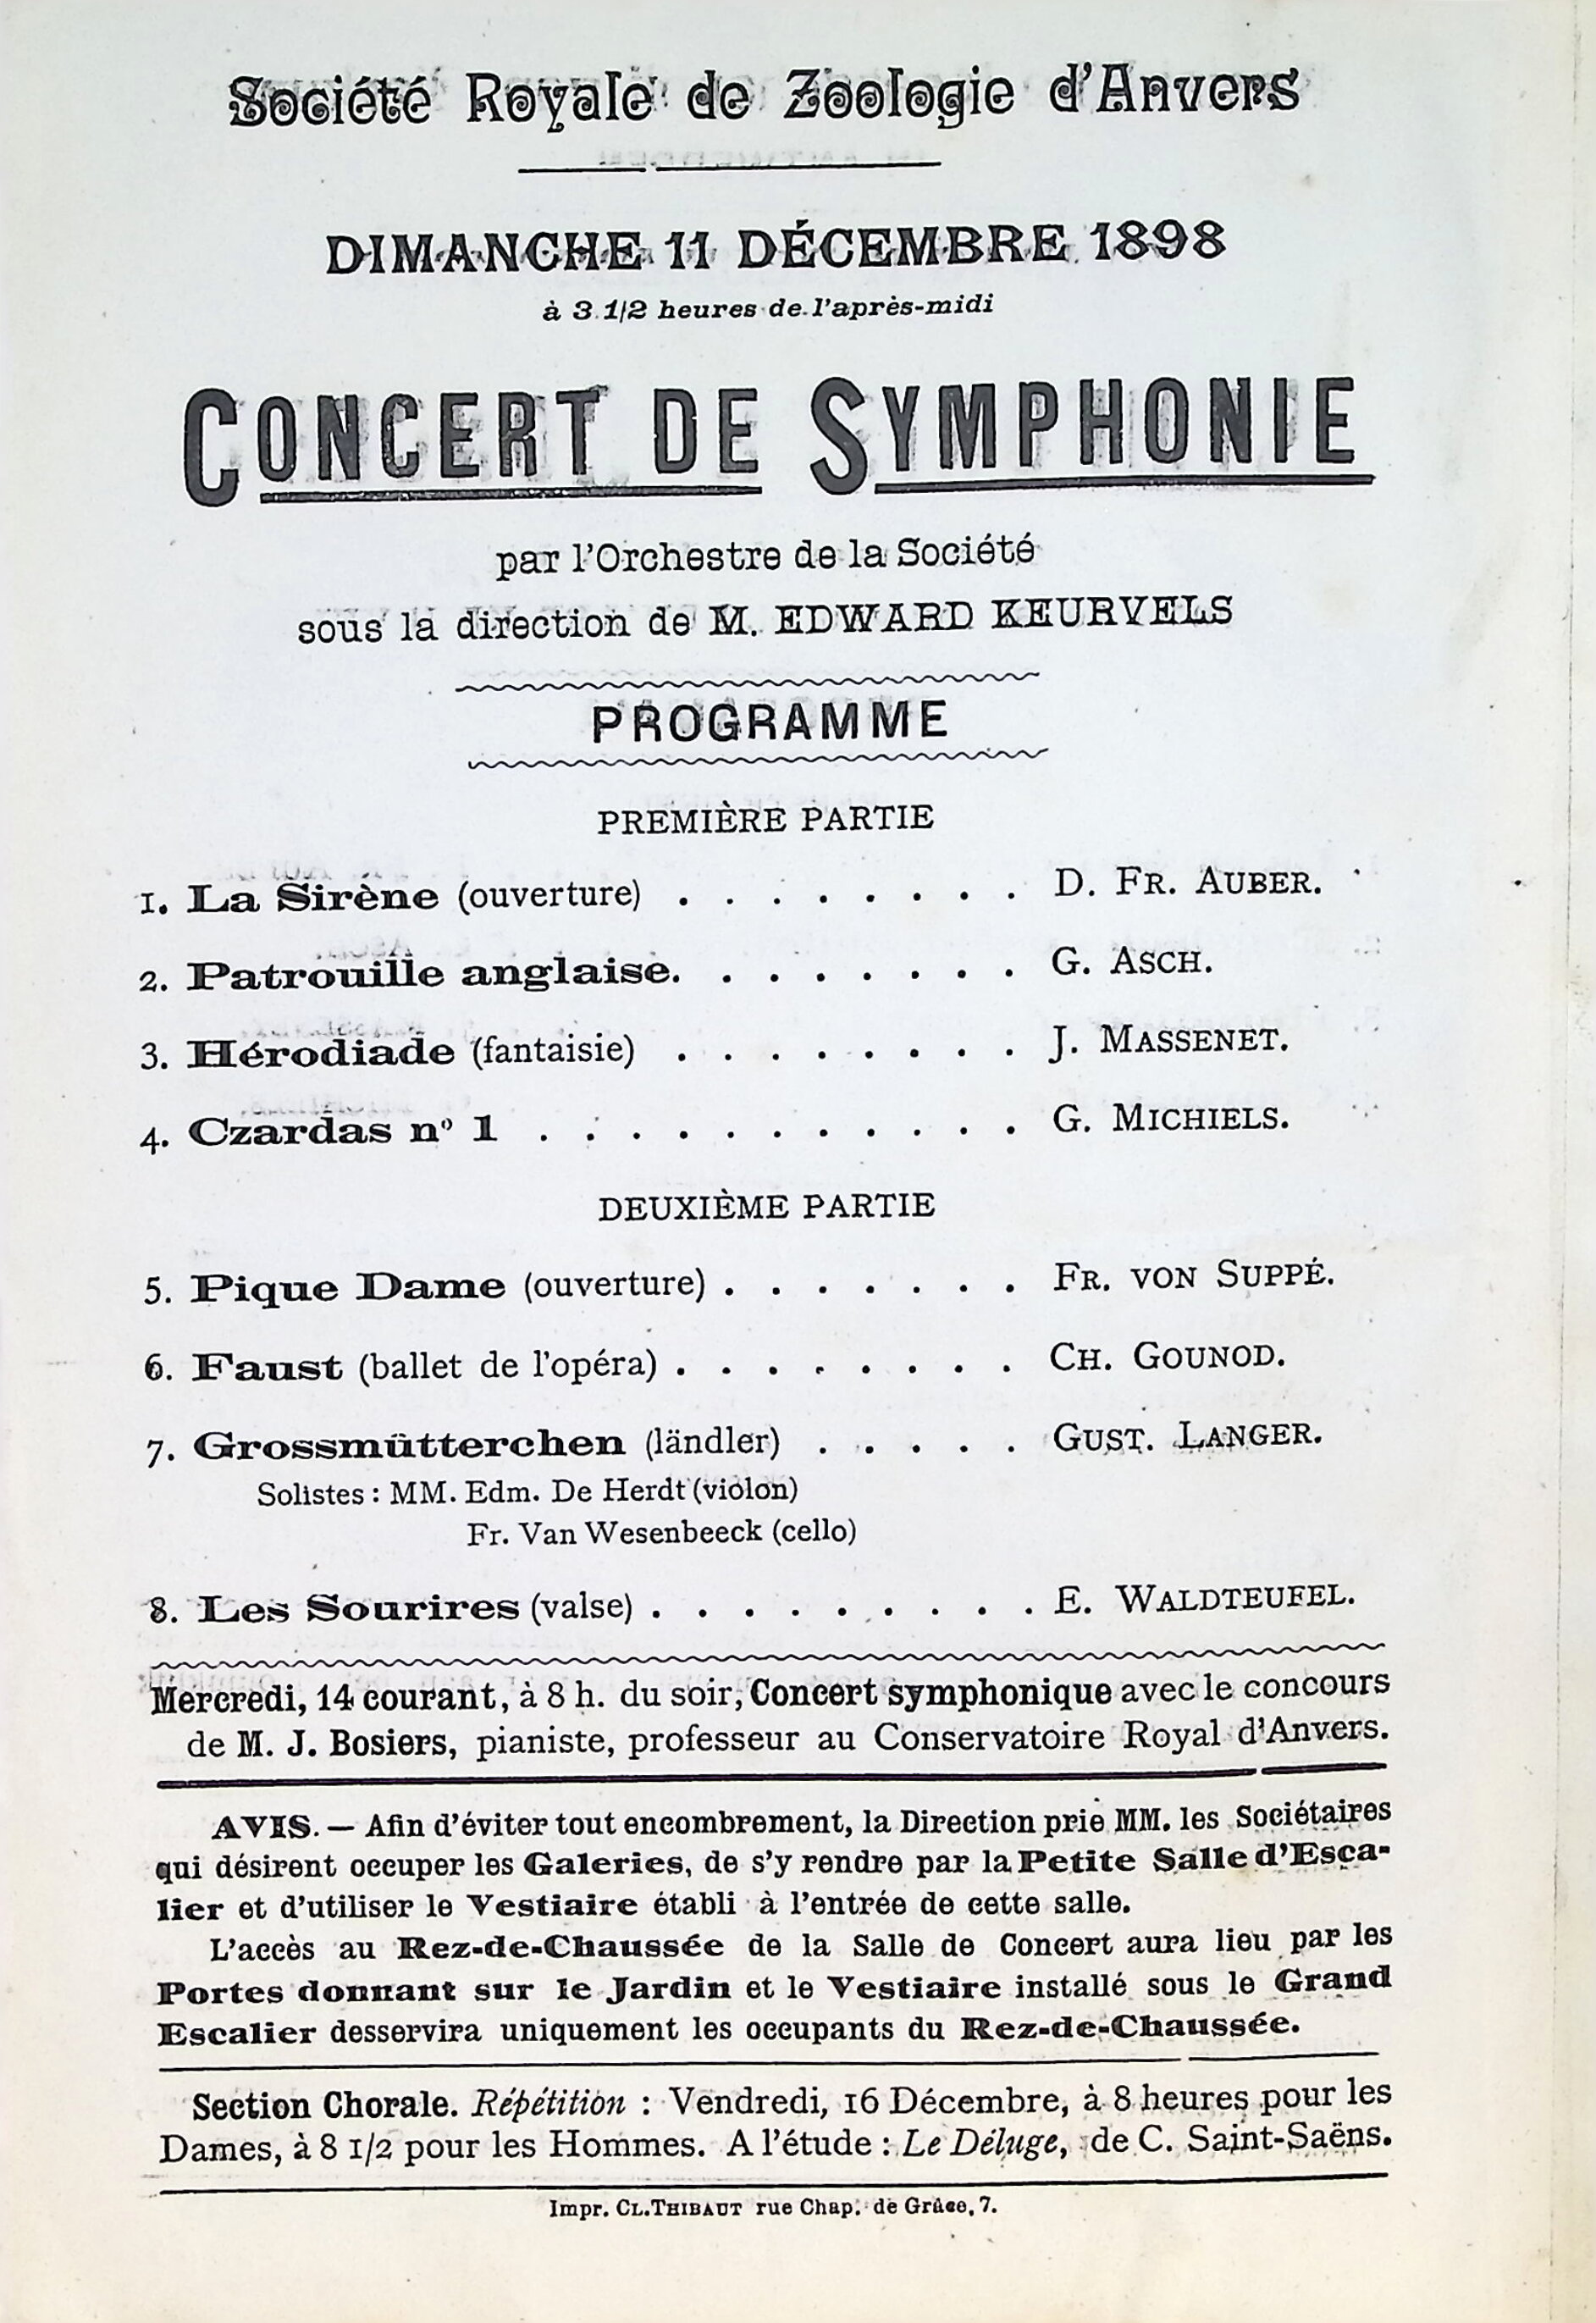 Société Royale de Zoologie d'Anvers
DIMANCHE 11 DÉCEMBRE 1898
à 3 1/2 heures de l'après-midi
CONCERT DE SYMPHONIE
par l'Orchestre de la Société
sous la direction de M. EDWARD KEURVELS
PROGRAMME
PREMIÈRE PARTIE
1. La Sirène (ouverture) . . . . . . . . D. FR. AUBER.
2. Patrouille anglaise. . . . . . . . G. ASCH.
3. Hérodiade (fantaisie) . . . . . . . . J. MASSENET.
4. Czardas nº 1 . . . . . . . . . . . G. MICHIELS.
DEUXIÈME PARTIE
5. Pique Dame (ouverture) . . . . . . . FR. VON SUPPÉ.
6. Faust (ballet de l'opéra) . . . . . . . . CH. GOUNOD.
7. Grossmütterchen (ländler) . . . . . GUST. LANGER.
Solistes : MM. Edm. De Herdt (violon)
Fr. Van Wesenbeeck (cello)
8. Les Sourires (valse) . . . . . . . . . E. WALDTEUFEL.
Mercredi, 14 courant, à 8 h. du soir, Concert symphonique avec le concours
de M. J. Bosiers, pianiste, professeur au Conservatoire Royal d'Anvers.
AVIS. — Afin d'éviter tout encombrement, la Direction prie MM. les Sociétaires
qui désirent occuper les Galeries, de s'y rendre par la Petite Salle d'Esca-
lier et d'utiliser le Vestiaire établi à l'entrée de cette salle.
L'accès au Rez-de-Chaussée de la Salle de Concert aura lieu par les
Portes donnant sur le Jardin et le Vestiaire installé sous le Grand
Escalier desservira uniquement les occupants du Rez-de-Chaussée.
Section Chorale. Répétition : Vendredi, 16 Décembre, à 8 heures pour les
Dames, à 8 1/2 pour les Hommes. A l'étude : Le Déluge, de C. Saint-Saëns.
Impr. CL.THIBAUT rue Chap. de Grâce, 7.